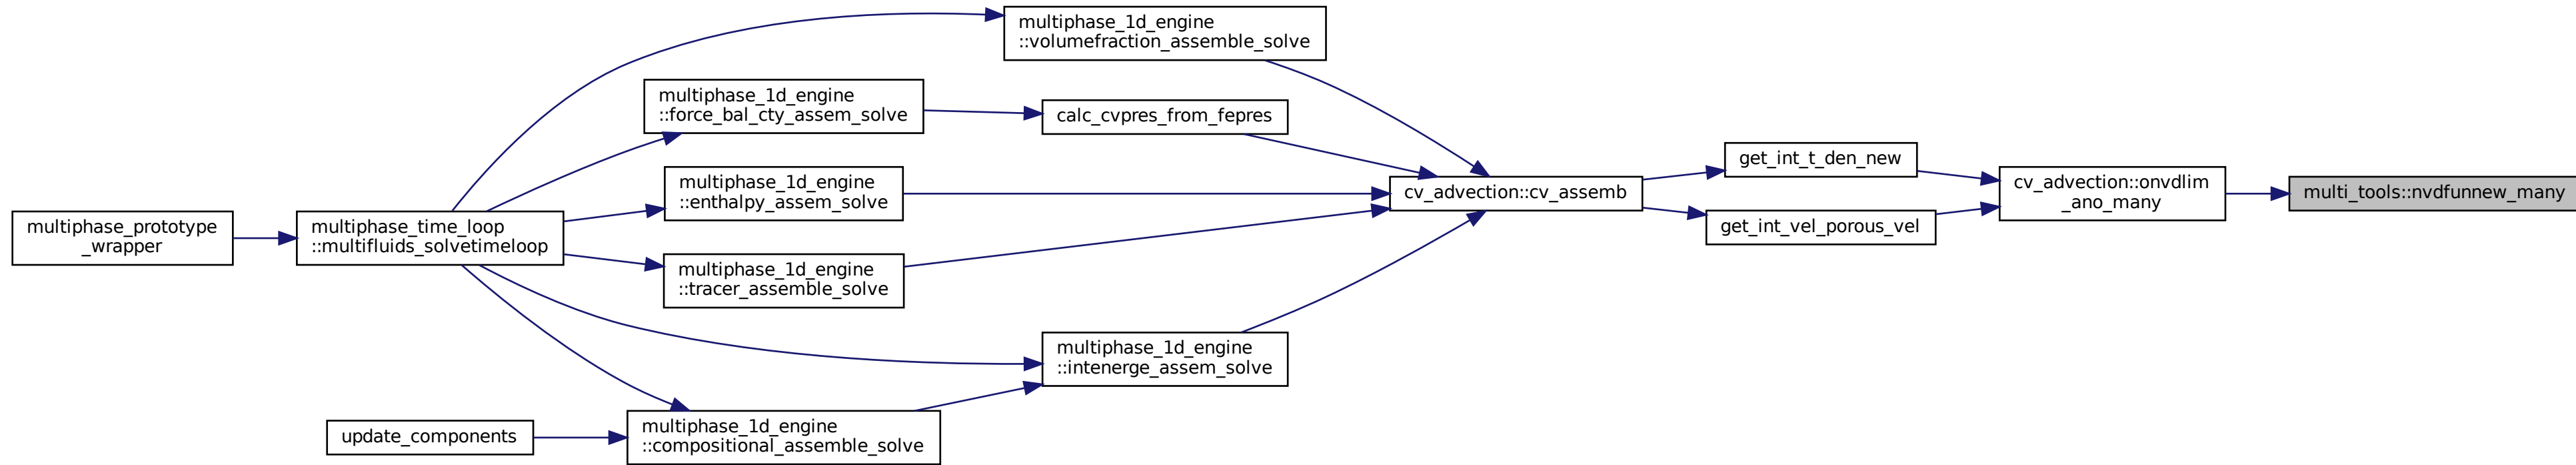 multiphase_prototype
_wrapper
multiphase_time_loop
::multifluids_solvetimeloop
update_components
multiphase_1d_engine
::volumefraction_assemble_solve
multiphase_1d_engine
::force_bal_cty_assem_solve
multiphase_1d_engine
::enthalpy_assem_solve
multiphase_1d_engine
::tracer_assemble_solve
multiphase_1d_engine
::compositional_assemble_solve
calc_cvpres_from_fepres
multiphase_1d_engine
::intenerge_assem_solve
cv_advection::cv_assemb
get_int_t_den_new
get_int_vel_porous_vel
cv_advection::onvdlim
_ano_many
multi_tools::nvdfunnew_many